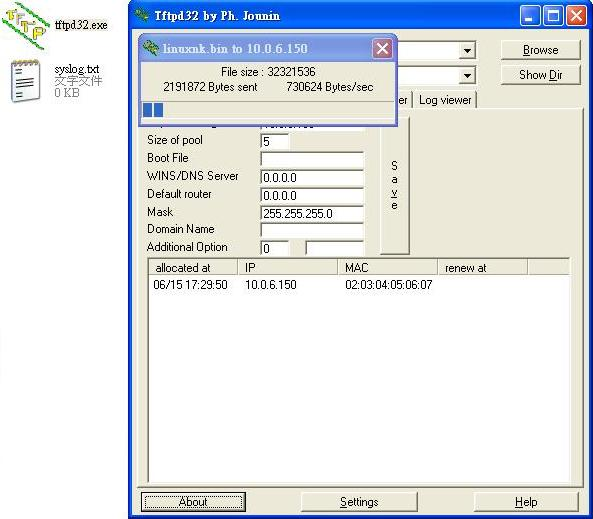 tftpd32.exe
syslog.txt
文字文件
0 KB
Tftpd32 by Ph. Jounin
linuxnk.bin to 10.0.6.150
File size : 32321536
2191872 Bytes sent 730624 Bytes/sec
Browse
Show Dir
er Log viewer
Size of pool 5
Boot File
WINS/DNS Server 0.0.0.0
Default router 0.0.0.0
Mask 255.255.255.0
Domain Name
Additional Option 0
Save
allocated at IP MAC renew at
06/15 17:29:50 10.0.6.150 02:03:04:05:06:07
About Settings Help